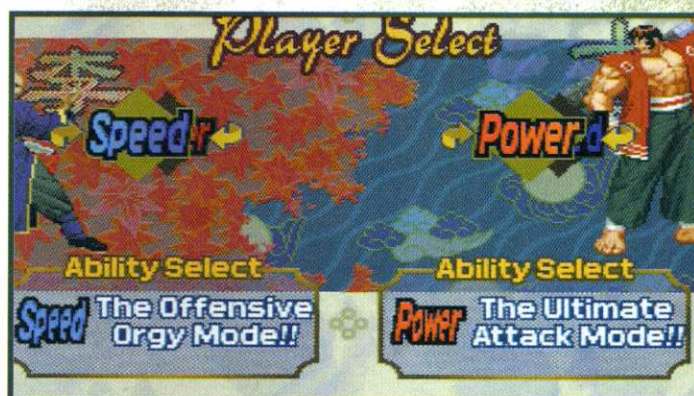 Player Select
Speed
Power
Ability Select
Speed The Offensive
Orgy Mode!!
Ability Select
Power The Ultimate
Attack Mode!!